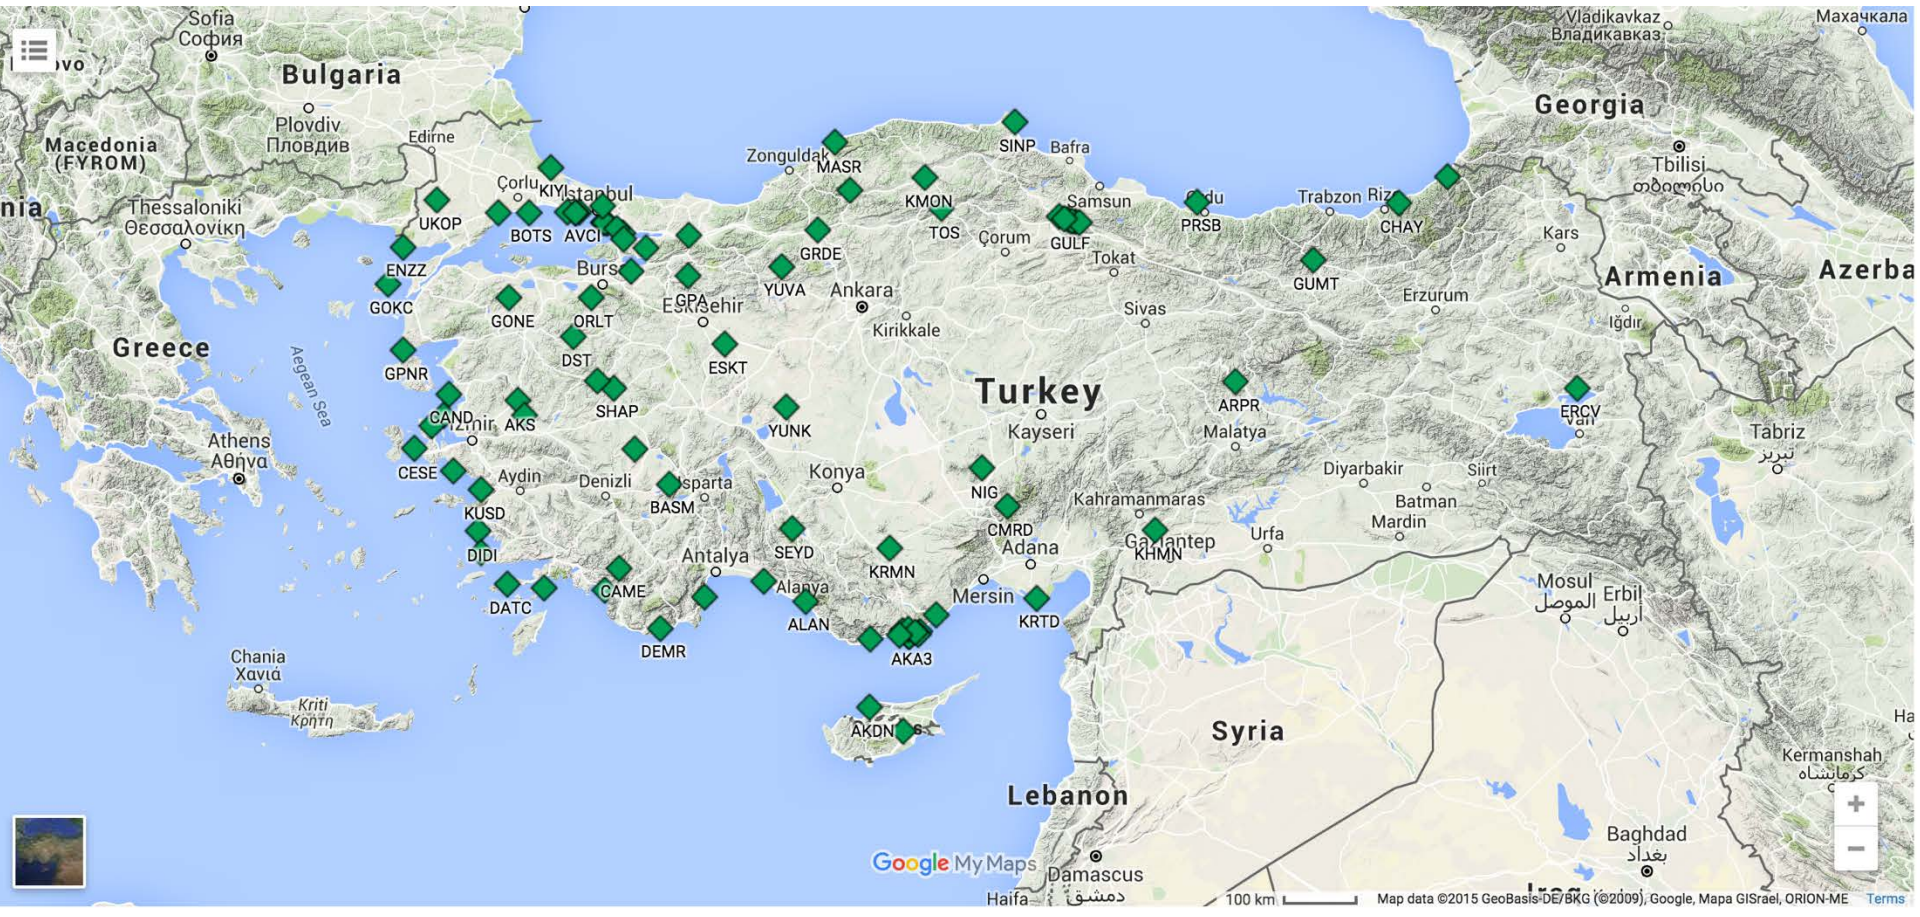 Sofia
София
Vladikavkaz
Владикавказ
Махачкала
Bulgaria
Georgia
Plovdiv
Пловдив
Edirne
Macedonia
(FYROM)
Zonguldak
MASR
SINP
Bafra
Tbilisi
თბილისი
Çorlu
KIYI
Istanbul
KMON
Samsun
Ordu
PRSB
Trabzon
Rize
CHAY
Thessaloniki
Θεσσαλονίκη
UKOP
BOTS
AVCI
TOS
Çorum
GULF
Kars
GRDE
Tokat
ENZZ
Bursa
YUVA
Ankara
GUMT
Armenia
Azerba
GOKC
GONE
ORLT
GPA
Eskisehir
Kirikkale
Sivas
Erzurum
Iğdır
Greece
Aegean Sea
GPNR
DST
ESKT
Turkey
SHAP
ARPR
ERCV
Van
CAND
Izmir
AKS
YUNK
Kayseri
Malatya
Tabriz
تبریز
Athens
Αθήνα
CESE
Aydin
Denizli
Isparta
BASM
Konya
NIG
Kahramanmaras
Diyarbakir
Siirt
Batman
Mardin
KUSD
CMRD
Adana
Gaziantep
KHMN
Urfa
DIDI
Antalya
SEYD
KRMN
Mosul
الموصل
Erbil
أربيل
DATC
CAME
Alanya
ALAN
Mersin
KRTD
DEMR
AKA3
Chania
Χανιά
Kriti
Κρήτη
AKDN
Syria
Kermanshah
كرمانشاه
Lebanon
Baghdad
بغداد
Google My Maps
Damascus
دمشق
Haifa
Iraq
100 km
Map data ©2015 GeoBasis-DE/BKG (©2009), Google, Mapa GISrael, ORION-ME
Terms